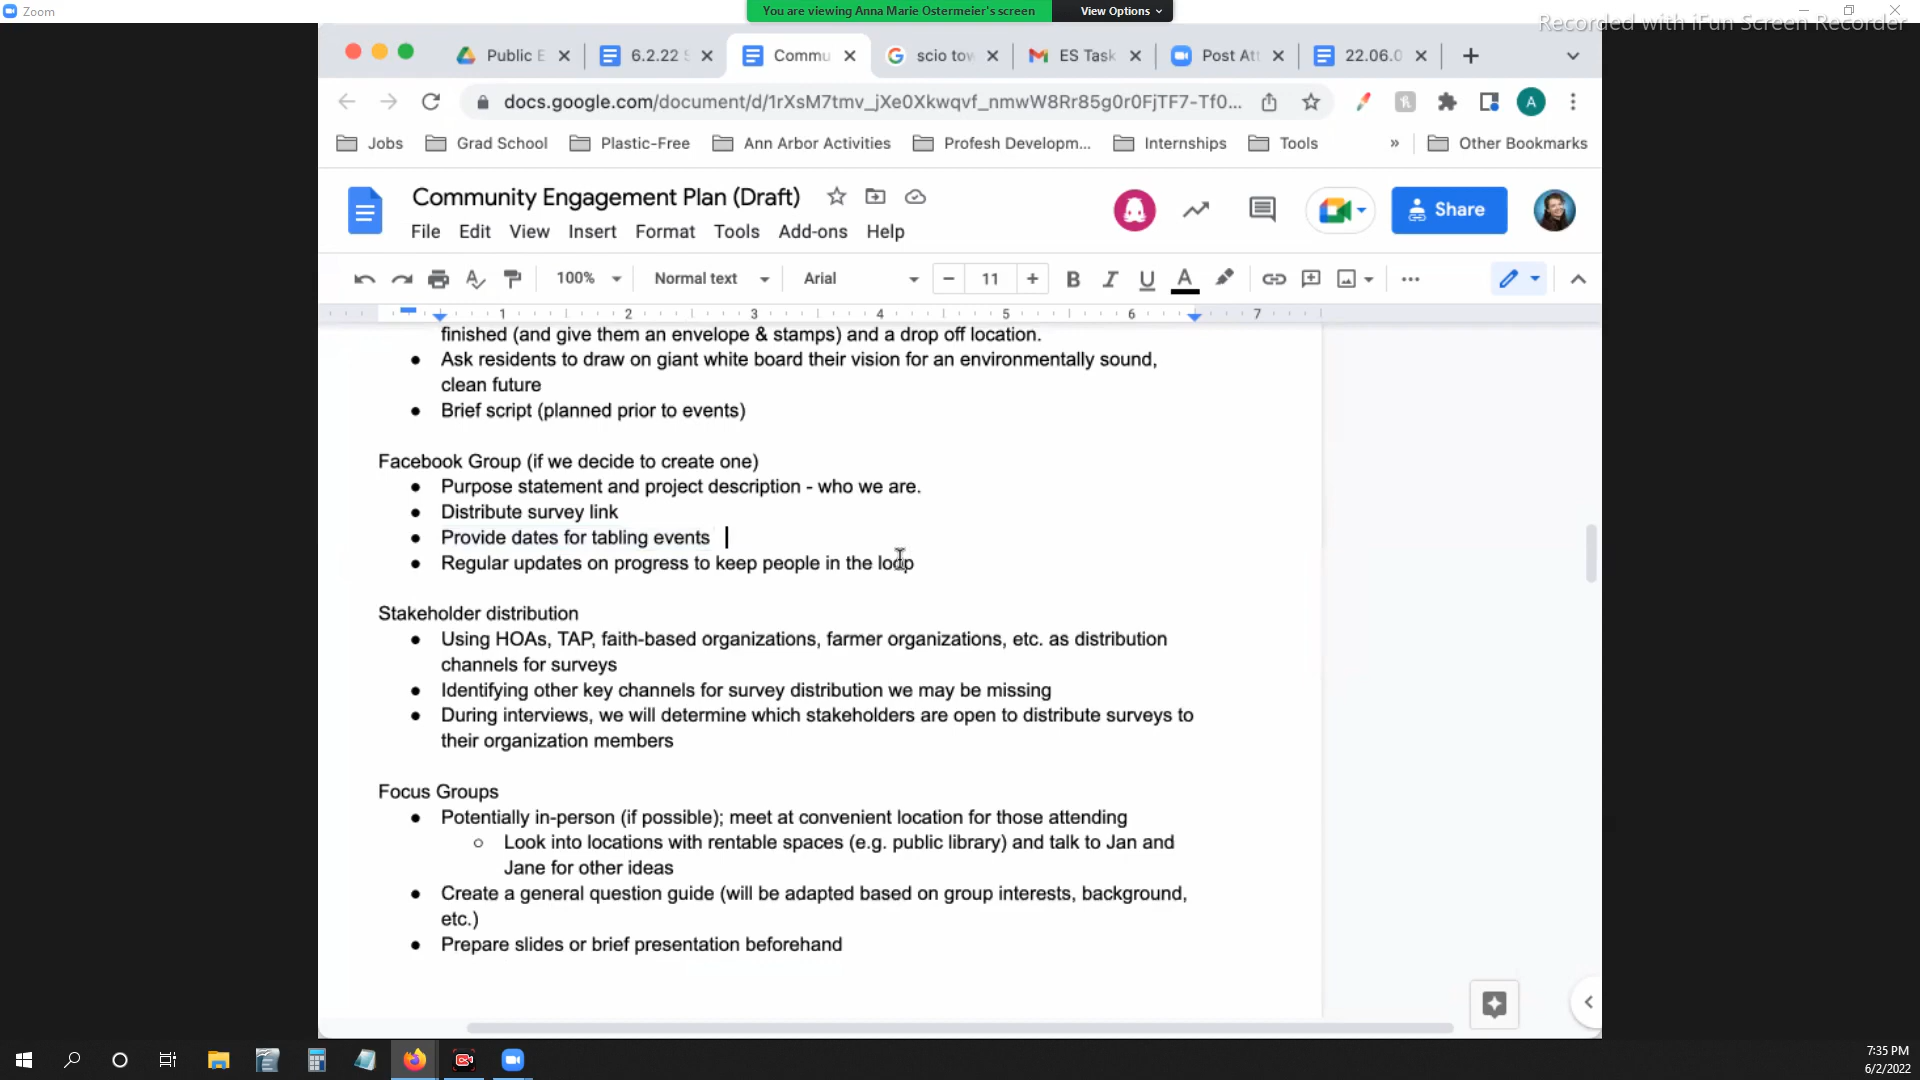 Zoom
You are viewing Anna Marie Ostermeier's screen
View Options
Recorded with iFun Screen Recorder
Public E
6.2.22 S
Commu
scio tow
ES Task
Post Att
22.06.0
docs.google.com/document/d/1rXsM7tmv_jXe0Xkwqvf_nmwW8Rr85g0r0FjTF7-Tf0...
A
Jobs
Grad School
Plastic-Free
Ann Arbor Activities
Profesh Developm...
Internships
Tools
»
Other Bookmarks
Community Engagement Plan (Draft)
File Edit View Insert Format Tools Add-ons Help
Share
100% Normal text Arial 11 B I U A
1 2 3 4 5 6 7
finished (and give them an envelope & stamps) and a drop off location.
● Ask residents to draw on giant white board their vision for an environmentally sound,
clean future
● Brief script (planned prior to events)
Facebook Group (if we decide to create one)
● Purpose statement and project description - who we are.
● Distribute survey link
● Provide dates for tabling events
● Regular updates on progress to keep people in the loop
Stakeholder distribution
● Using HOAs, TAP, faith-based organizations, farmer organizations, etc. as distribution
channels for surveys
● Identifying other key channels for survey distribution we may be missing
● During interviews, we will determine which stakeholders are open to distribute surveys to
their organization members
Focus Groups
● Potentially in-person (if possible); meet at convenient location for those attending
○ Look into locations with rentable spaces (e.g. public library) and talk to Jan and
Jane for other ideas
● Create a general question guide (will be adapted based on group interests, background,
etc.)
● Prepare slides or brief presentation beforehand
7:35 PM
6/2/2022